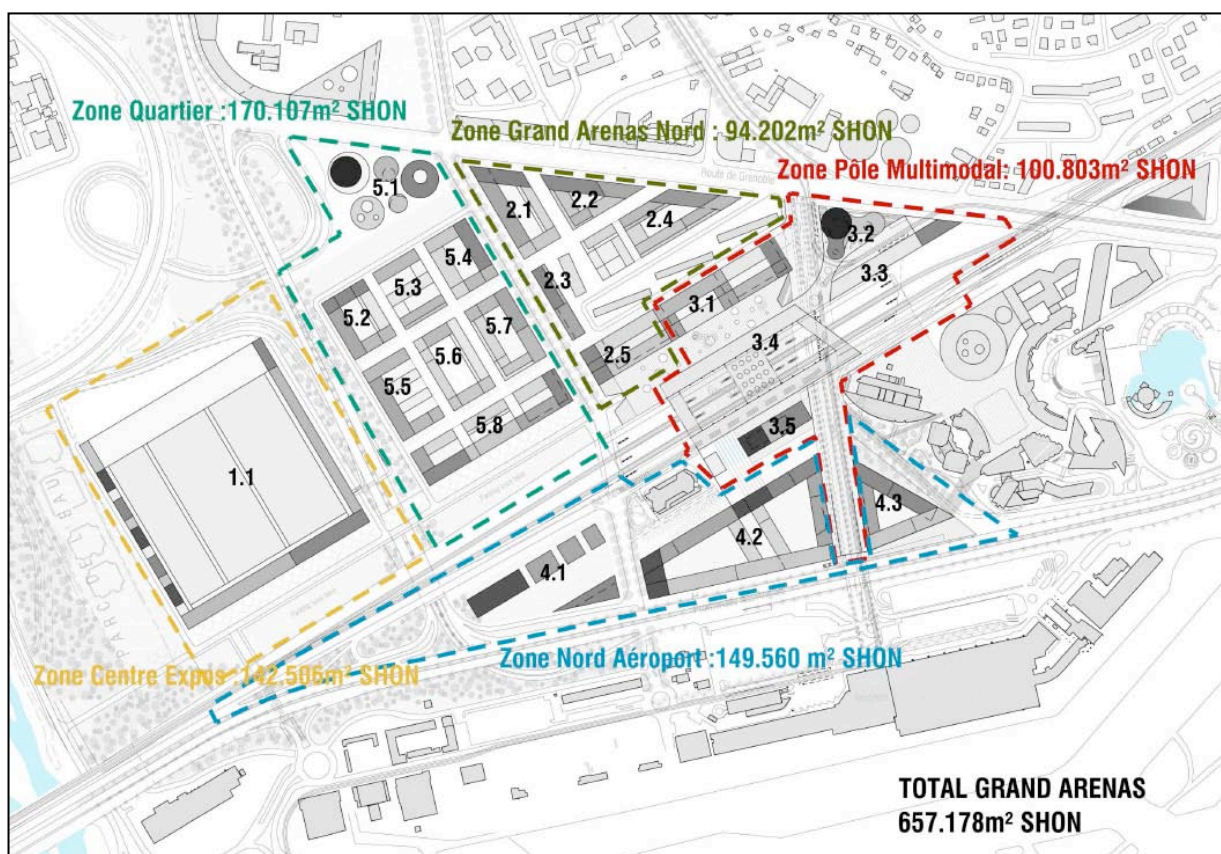 Zone Quartier :170.107m² SHON
Zone Grand Arenas Nord : 94.202m² SHON
Zone Pôle Multimodal: 100.803m² SHON
Route de Grenoble
5.1
2.1
2.2
2.4
3.2
5.4
5.3
2.3
3.3
5.2
3.1
5.7
5.6
2.5
3.4
5.5
5.8
3.5
1.1
4.3
4.2
4.1
Zone Nord Aéroport :149.560 m² SHON
Zone Centre Expos :142.506m² SHON
TOTAL GRAND ARENAS
657.178m² SHON